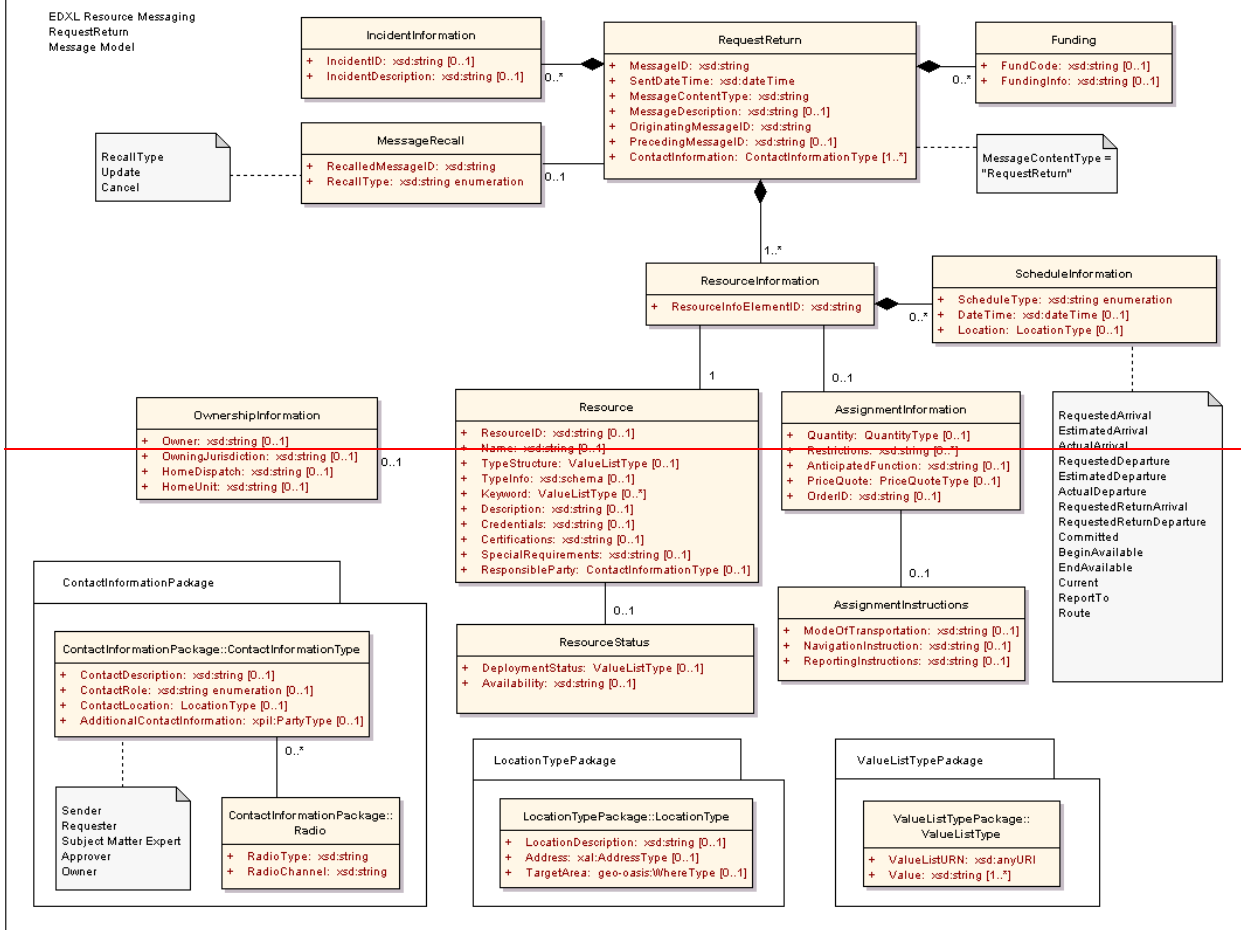 EDXL Resource Messaging
RequestReturn
Message Model
IncidentInformation
+ IncidentID: xsd:string [0..1]
+ IncidentDescription: xsd:string [0..1]
0..*
RequestReturn
+ MessageID: xsd:string
+ SentDateTime: xsd:dateTime
+ MessageContentType: xsd:string
+ MessageDescription: xsd:string [0..1]
+ OriginatingMessageID: xsd:string
+ PrecedingMessageID: xsd:string [0..1]
+ ContactInformation: ContactInformationType [1..*]
Funding
+ FundCode: xsd:string [0..1]
+ FundingInfo: xsd:string [0..1]
0..*
RecallType
Update
Cancel
MessageRecall
+ RecalledMessageID: xsd:string
+ RecallType: xsd:string enumeration
0..1
MessageContentType =
"RequestReturn"
1..*
ResourceInformation
+ ResourceInfoElementID: xsd:string
0..*
ScheduleInformation
+ ScheduleType: xsd:string enumeration
+ DateTime: xsd:dateTime [0..1]
+ Location: LocationType [0..1]
1
0..1
OwnershipInformation
+ Owner: xsd:string [0..1]
+ OwningJurisdiction: xsd:string [0..1]
+ HomeDispatch: xsd:string [0..1]
+ HomeUnit: xsd:string [0..1]
0..1
Resource
+ ResourceID: xsd:string [0..1]
+ Name: xsd:string [0..1]
+ TypeStructure: ValueListType [0..1]
+ TypeInfo: xsd:schema [0..1]
+ Keyword: ValueListType [0..*]
+ Description: xsd:string [0..1]
+ Credentials: xsd:string [0..1]
+ Certifications: xsd:string [0..1]
+ SpecialRequirements: xsd:string [0..1]
+ ResponsibleParty: ContactInformationType [0..1]
AssignmentInformation
+ Quantity: QuantityType [0..1]
+ Restrictions: xsd:string [0..*]
+ AnticipatedFunction: xsd:string [0..1]
+ PriceQuote: PriceQuoteType [0..1]
+ OrderID: xsd:string [0..1]
RequestedArrival
EstimatedArrival
ActualArrival
RequestedDeparture
EstimatedDeparture
ActualDeparture
RequestedReturnArrival
RequestedReturnDeparture
Committed
BeginAvailable
EndAvailable
Current
ReportTo
Route
0..1
0..1
ResourceStatus
+ DeploymentStatus: ValueListType [0..1]
+ Availability: xsd:string [0..1]
AssignmentInstructions
+ ModeOfTransportation: xsd:string [0..1]
+ NavigationInstruction: xsd:string [0..1]
+ ReportingInstructions: xsd:string [0..1]
ContactInformationPackage
ContactInformationPackage::ContactInformationType
+ ContactDescription: xsd:string [0..1]
+ ContactRole: xsd:string enumeration [0..1]
+ ContactLocation: LocationType [0..1]
+ AdditionalContactInformation: xpil:PartyType [0..1]
0..*
Sender
Requester
Subject Matter Expert
Approver
Owner
ContactInformationPackage::
Radio
+ RadioType: xsd:string
+ RadioChannel: xsd:string
LocationTypePackage
LocationTypePackage::LocationType
+ LocationDescription: xsd:string [0..1]
+ Address: xal:AddressType [0..1]
+ TargetArea: geo-oasis:WhereType [0..1]
ValueListTypePackage
ValueListTypePackage::
ValueListType
+ ValueListURN: xsd:anyURI
+ Value: xsd:string [1..*]